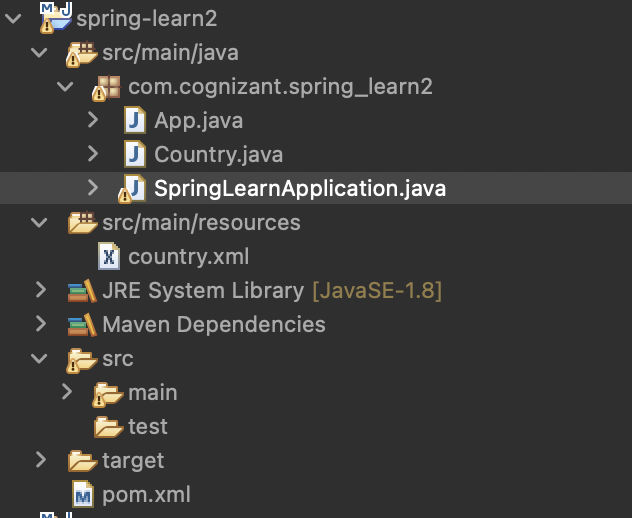 spring-learn2
src/main/java
com.cognizant.spring_learn2
App.java
Country.java
SpringLearnApplication.java
src/main/resources
country.xml
JRE System Library [JavaSE-1.8]
Maven Dependencies
src
main
test
target
pom.xml